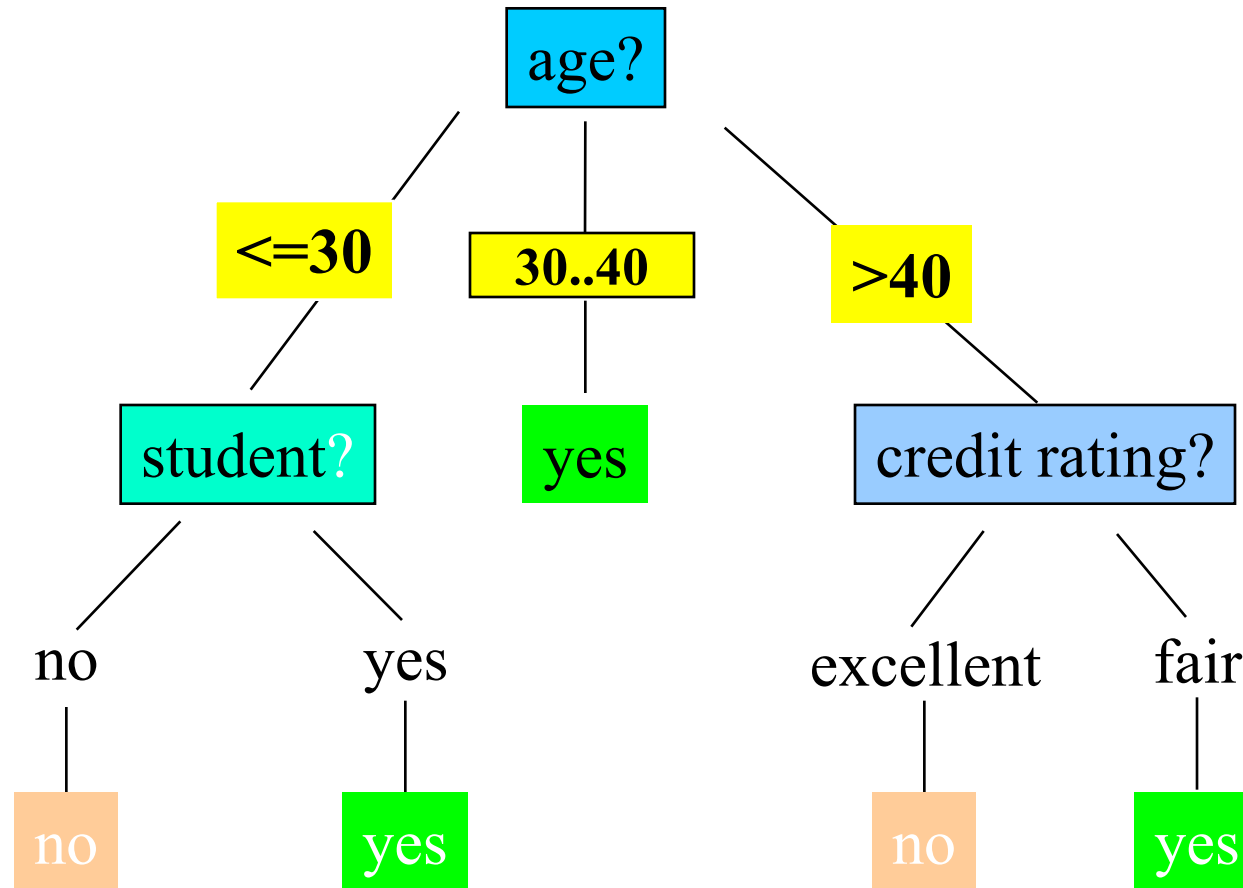 age?
<=30
30..40
>40
student?
yes
credit rating?
no
yes
excellent
fair
no
yes
no
yes